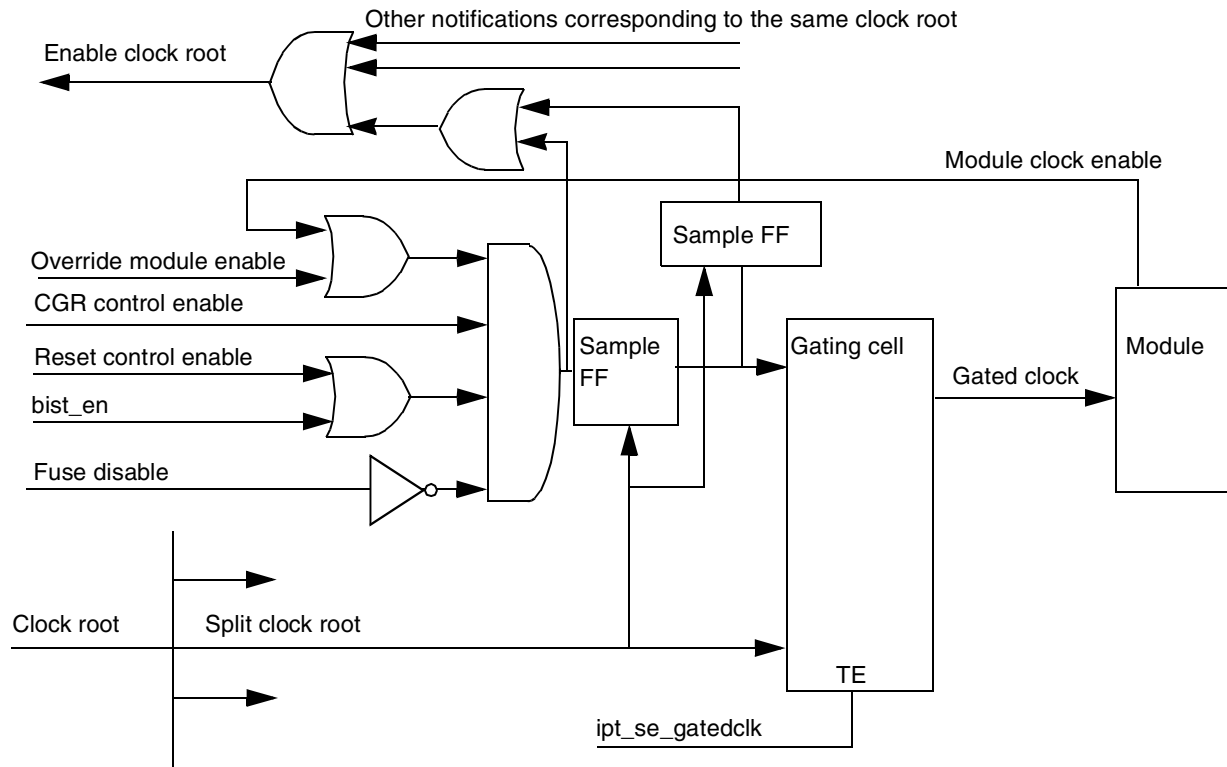 Other notifications corresponding to the same clock root
Enable clock root
Module clock enable
Sample FF
Override module enable
CGR control enable
Sample
FF
Gating cell
Module
Reset control enable
Gated clock
bist_en
Fuse disable
Clock root
Split clock root
TE
ipt_se_gatedclk